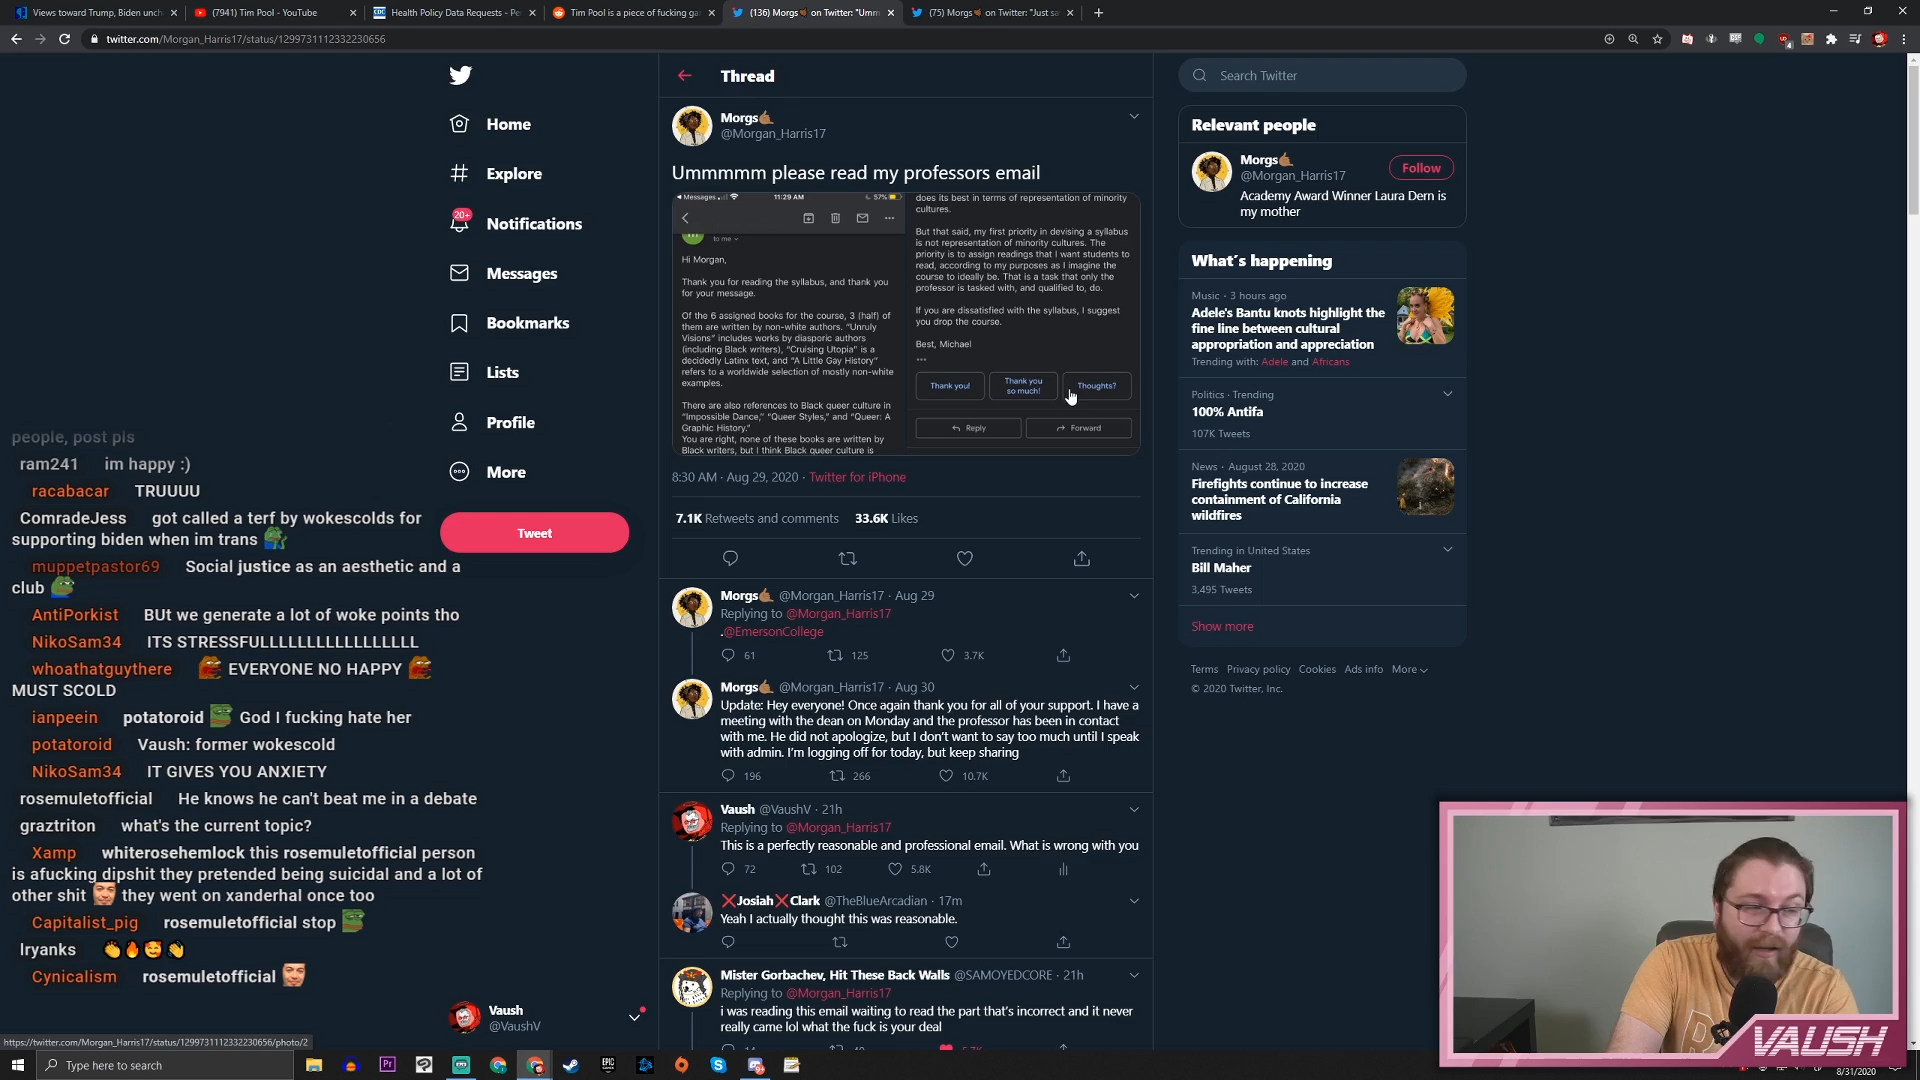 Views toward Trump, Biden unch
(7941) Tim Pool - YouTube
Health Policy Data Requests - Pe
Tim Pool is a piece of fucking ga
(136) Morgs on Twitter: "Umm
(75) Morgs on Twitter: "Just sa
twitter.com/Morgan_Harris17/status/1299731112332230656
Home
Explore
20+
Notifications
Messages
Bookmarks
Lists
Profile
More
Tweet
Vaush
@VaushV
people, post pls
ram241 im happy :)
racabacar TRUUUU
ComradeJess got called a terf by wokescolds for
supporting biden when im trans
muppetpastor69 Social justice as an aesthetic and a
club
AntiPorkist BUt we generate a lot of woke points tho
NikoSam34 ITS STRESSFULLLLLLLLLLLLLLLLL
whoathatguythere EVERYONE NO HAPPY
MUST SCOLD
ianpeein potatoroid God I fucking hate her
potatoroid Vaush: former wokescold
NikoSam34 IT GIVES YOU ANXIETY
rosemuletofficial He knows he can't beat me in a debate
graztriton what's the current topic?
Xamp whiterosehemlock this rosemuletofficial person
is afucking dipshit they pretended being suicidal and a lot of
other shit they went on xanderhal once too
Capitalist_pig rosemuletofficial stop
Iryanks
Cynicalism rosemuletofficial
Thread
Morgs
@Morgan_Harris17
Ummmmm please read my professors email
Messages
11:29 AM
57%
to me
Hi Morgan,
Thank you for reading the syllabus, and thank you
for your message.
Of the 6 assigned books for the course, 3 (half) of
them are written by non-white authors. "Unruly
Visions" includes works by diasporic authors
(including Black writers), "Cruising Utopia" is a
decidedly Latinx text, and "A Little Gay History"
refers to a worldwide selection of mostly non-white
examples.
There are also references to Black queer culture in
"Impossible Dance," "Queer Styles," and "Queer: A
Graphic History."
You are right, none of these books are written by
Black writers, but I think Black queer culture is
does its best in terms of representation of minority
cultures.
But that said, my first priority in devising a syllabus
is not representation of minority cultures. The
priority is to assign readings that I want students to
read, according to my purposes as I imagine the
course to ideally be. That is a task that only the
professor is tasked with, and qualified to, do.
If you are dissatisfied with the syllabus, I suggest
you drop the course.
Best, Michael
Thank you!
Thank you
so much!
Thoughts?
Reply
Forward
8:30 AM · Aug 29, 2020 · Twitter for iPhone
7.1K Retweets and comments 33.6K Likes
Morgs @Morgan_Harris17 · Aug 29
Replying to @Morgan_Harris17
.@EmersonCollege
61 125 3.7K
Morgs @Morgan_Harris17 · Aug 30
Update: Hey everyone! Once again thank you for all of your support. I have a
meeting with the dean on Monday and the professor has been in contact
with me. He did not apologize, but I don't want to say too much until I speak
with admin. I'm logging off for today, but keep sharing
196 266 10.7K
Vaush @VaushV · 21h
Replying to @Morgan_Harris17
This is a perfectly reasonable and professional email. What is wrong with you
72 102 5.8K
Josiah Clark @TheBlueArcadian · 17m
Yeah I actually thought this was reasonable.
Mister Gorbachev, Hit These Back Walls @SAMOYEDCORE · 21h
Replying to @Morgan_Harris17
i was reading this email waiting to read the part that's incorrect and it never
really came lol what the fuck is your deal
Search Twitter
Relevant people
Morgs
@Morgan_Harris17
Follow
Academy Award Winner Laura Dern is
my mother
What's happening
Music · 3 hours ago
Adele's Bantu knots highlight the
fine line between cultural
appropriation and appreciation
Trending with: Adele and Africans
Politics · Trending
100% Antifa
107K Tweets
News · August 28, 2020
Firefights continue to increase
containment of California
wildfires
Trending in United States
Bill Maher
3,495 Tweets
Show more
Terms Privacy policy Cookies Ads info More
© 2020 Twitter, Inc.
VAUSH
https://twitter.com/Morgan_Harris17/status/1299731112332230656/photo/2
Type here to search
8/31/2020